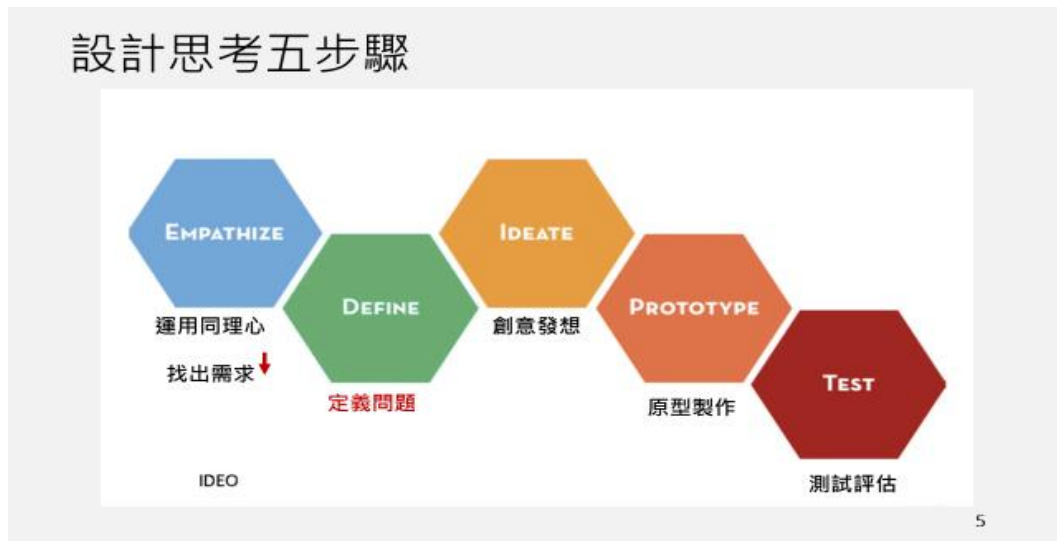 設計思考五步驟
EMPATHIZE
運用同理心
找出需求
DEFINE
定義問題
IDEATE
創意發想
PROTOTYPE
原型製作
TEST
測試評估
IDEO
5